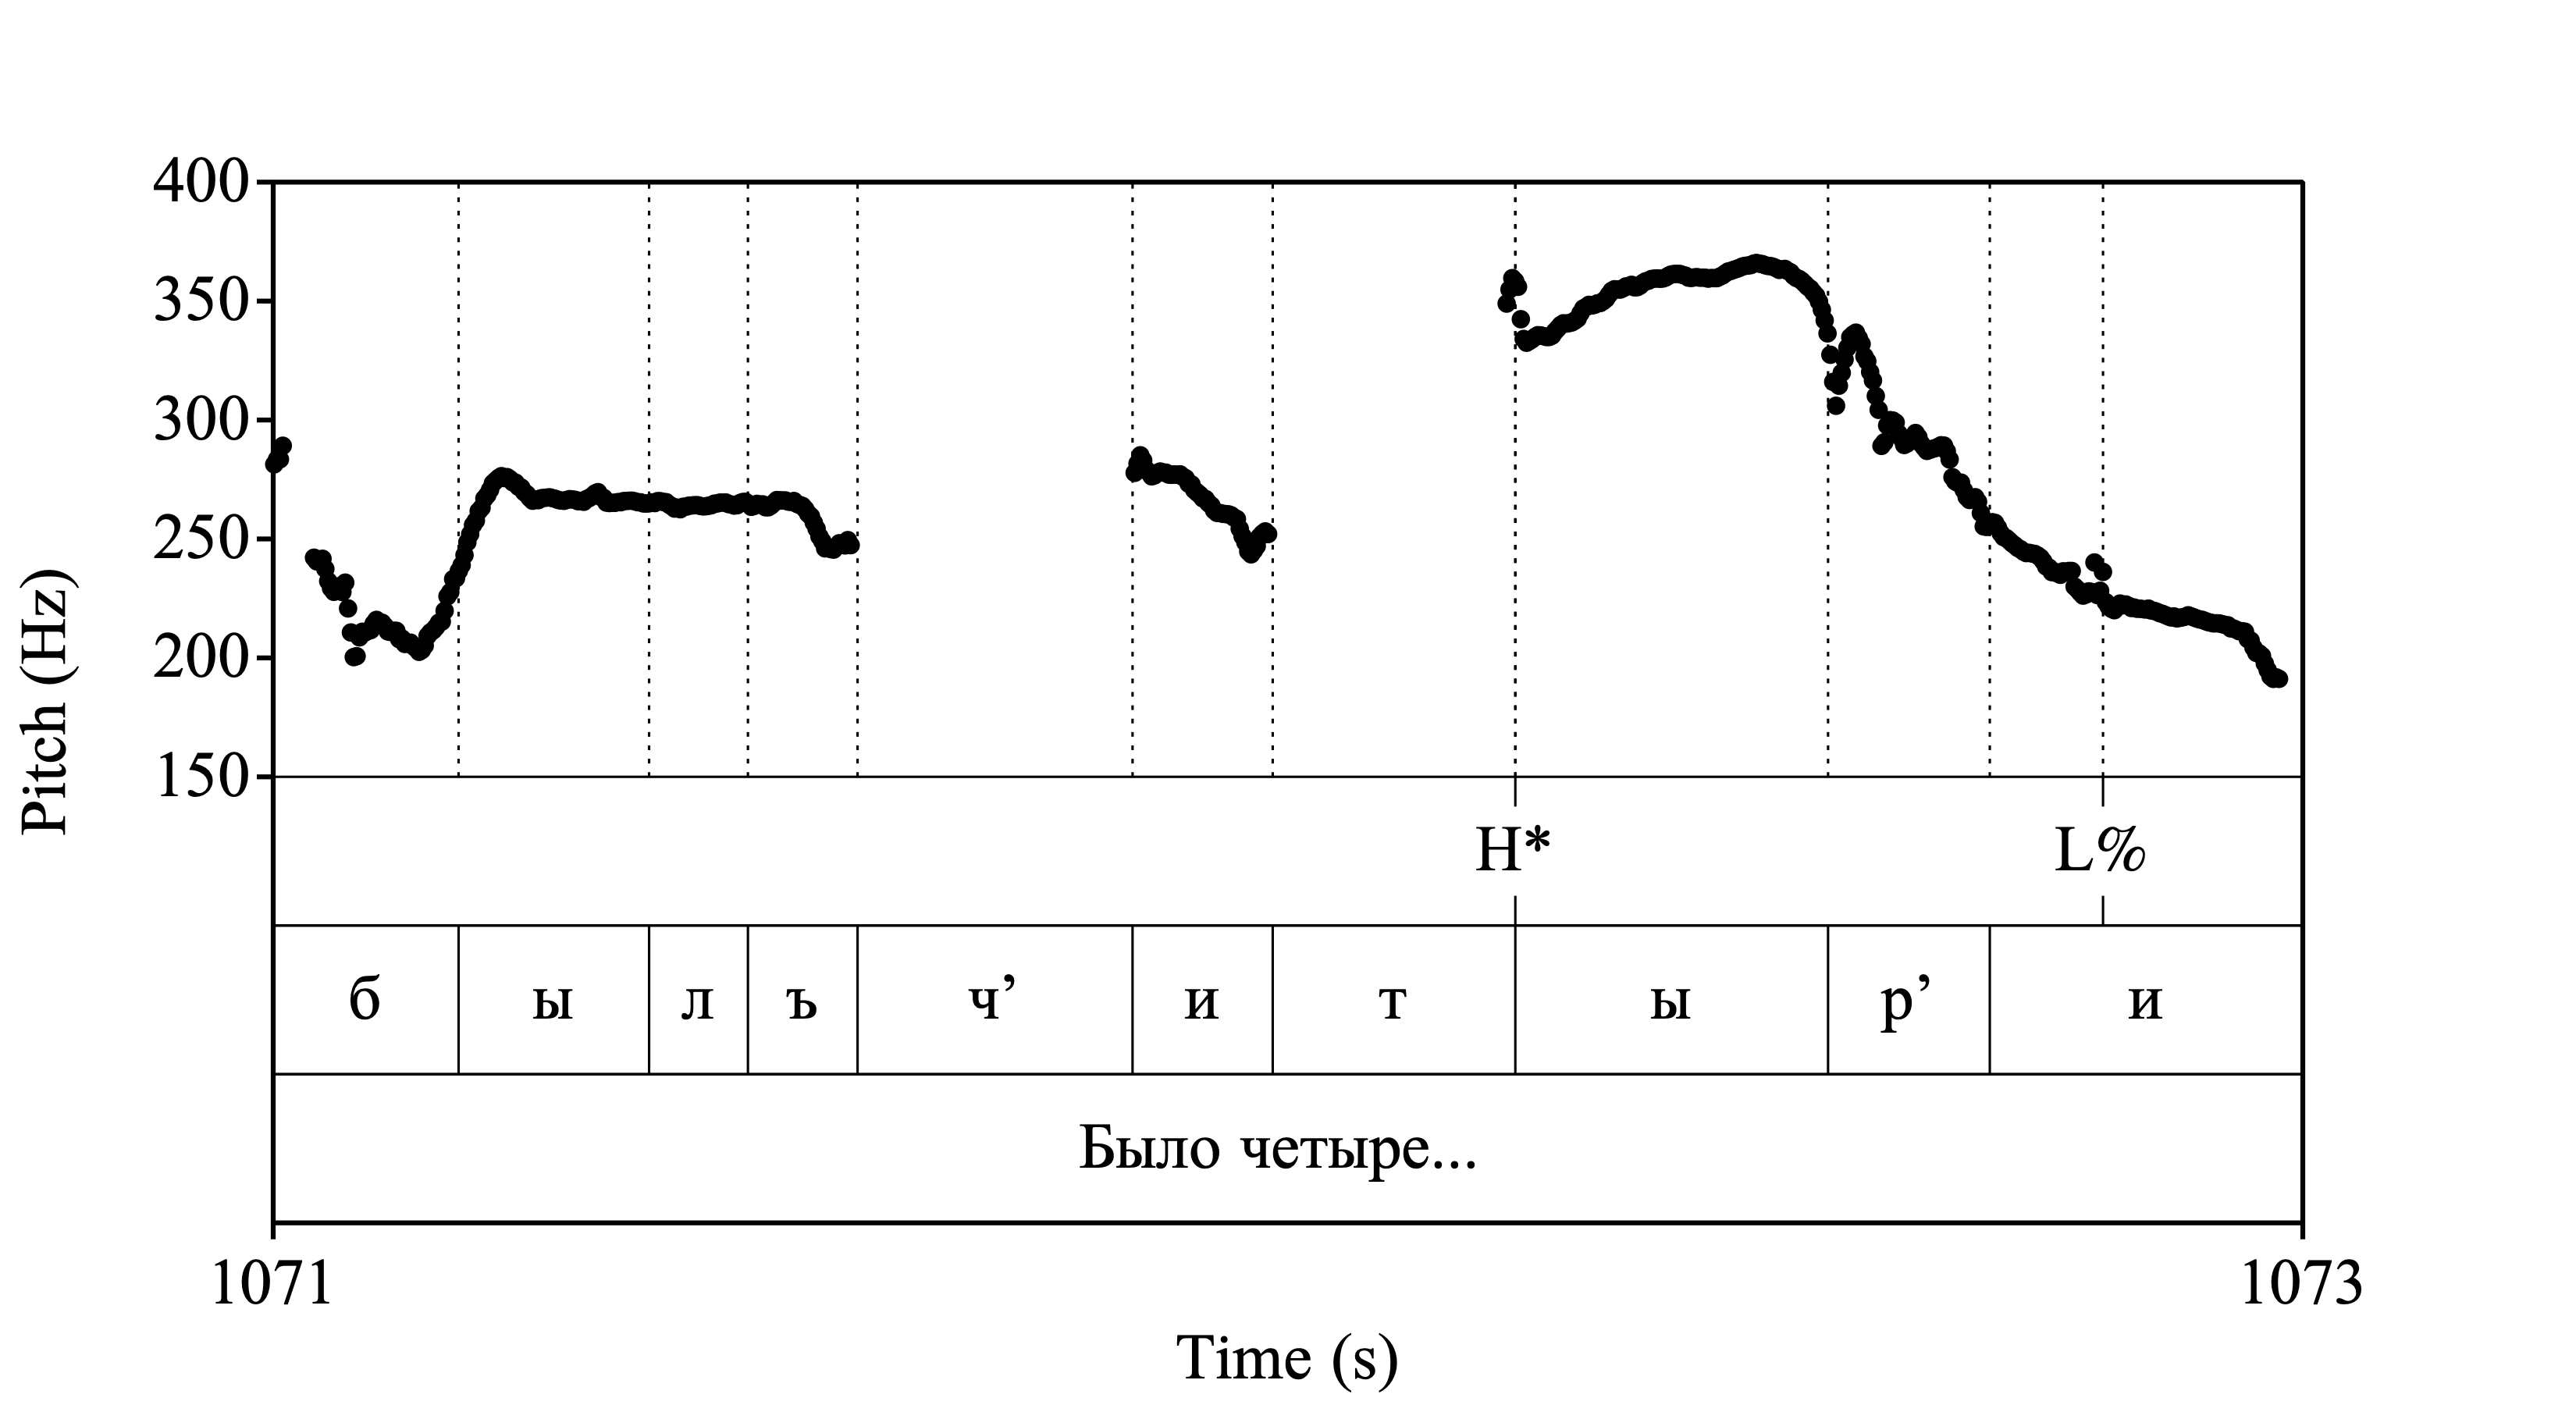 400
350
300
250
200
150
Pitch (Hz)
H* L%
б ы л ъ ч’ и т ы р’ и
Было четыре...
1071 1073
Time (s)